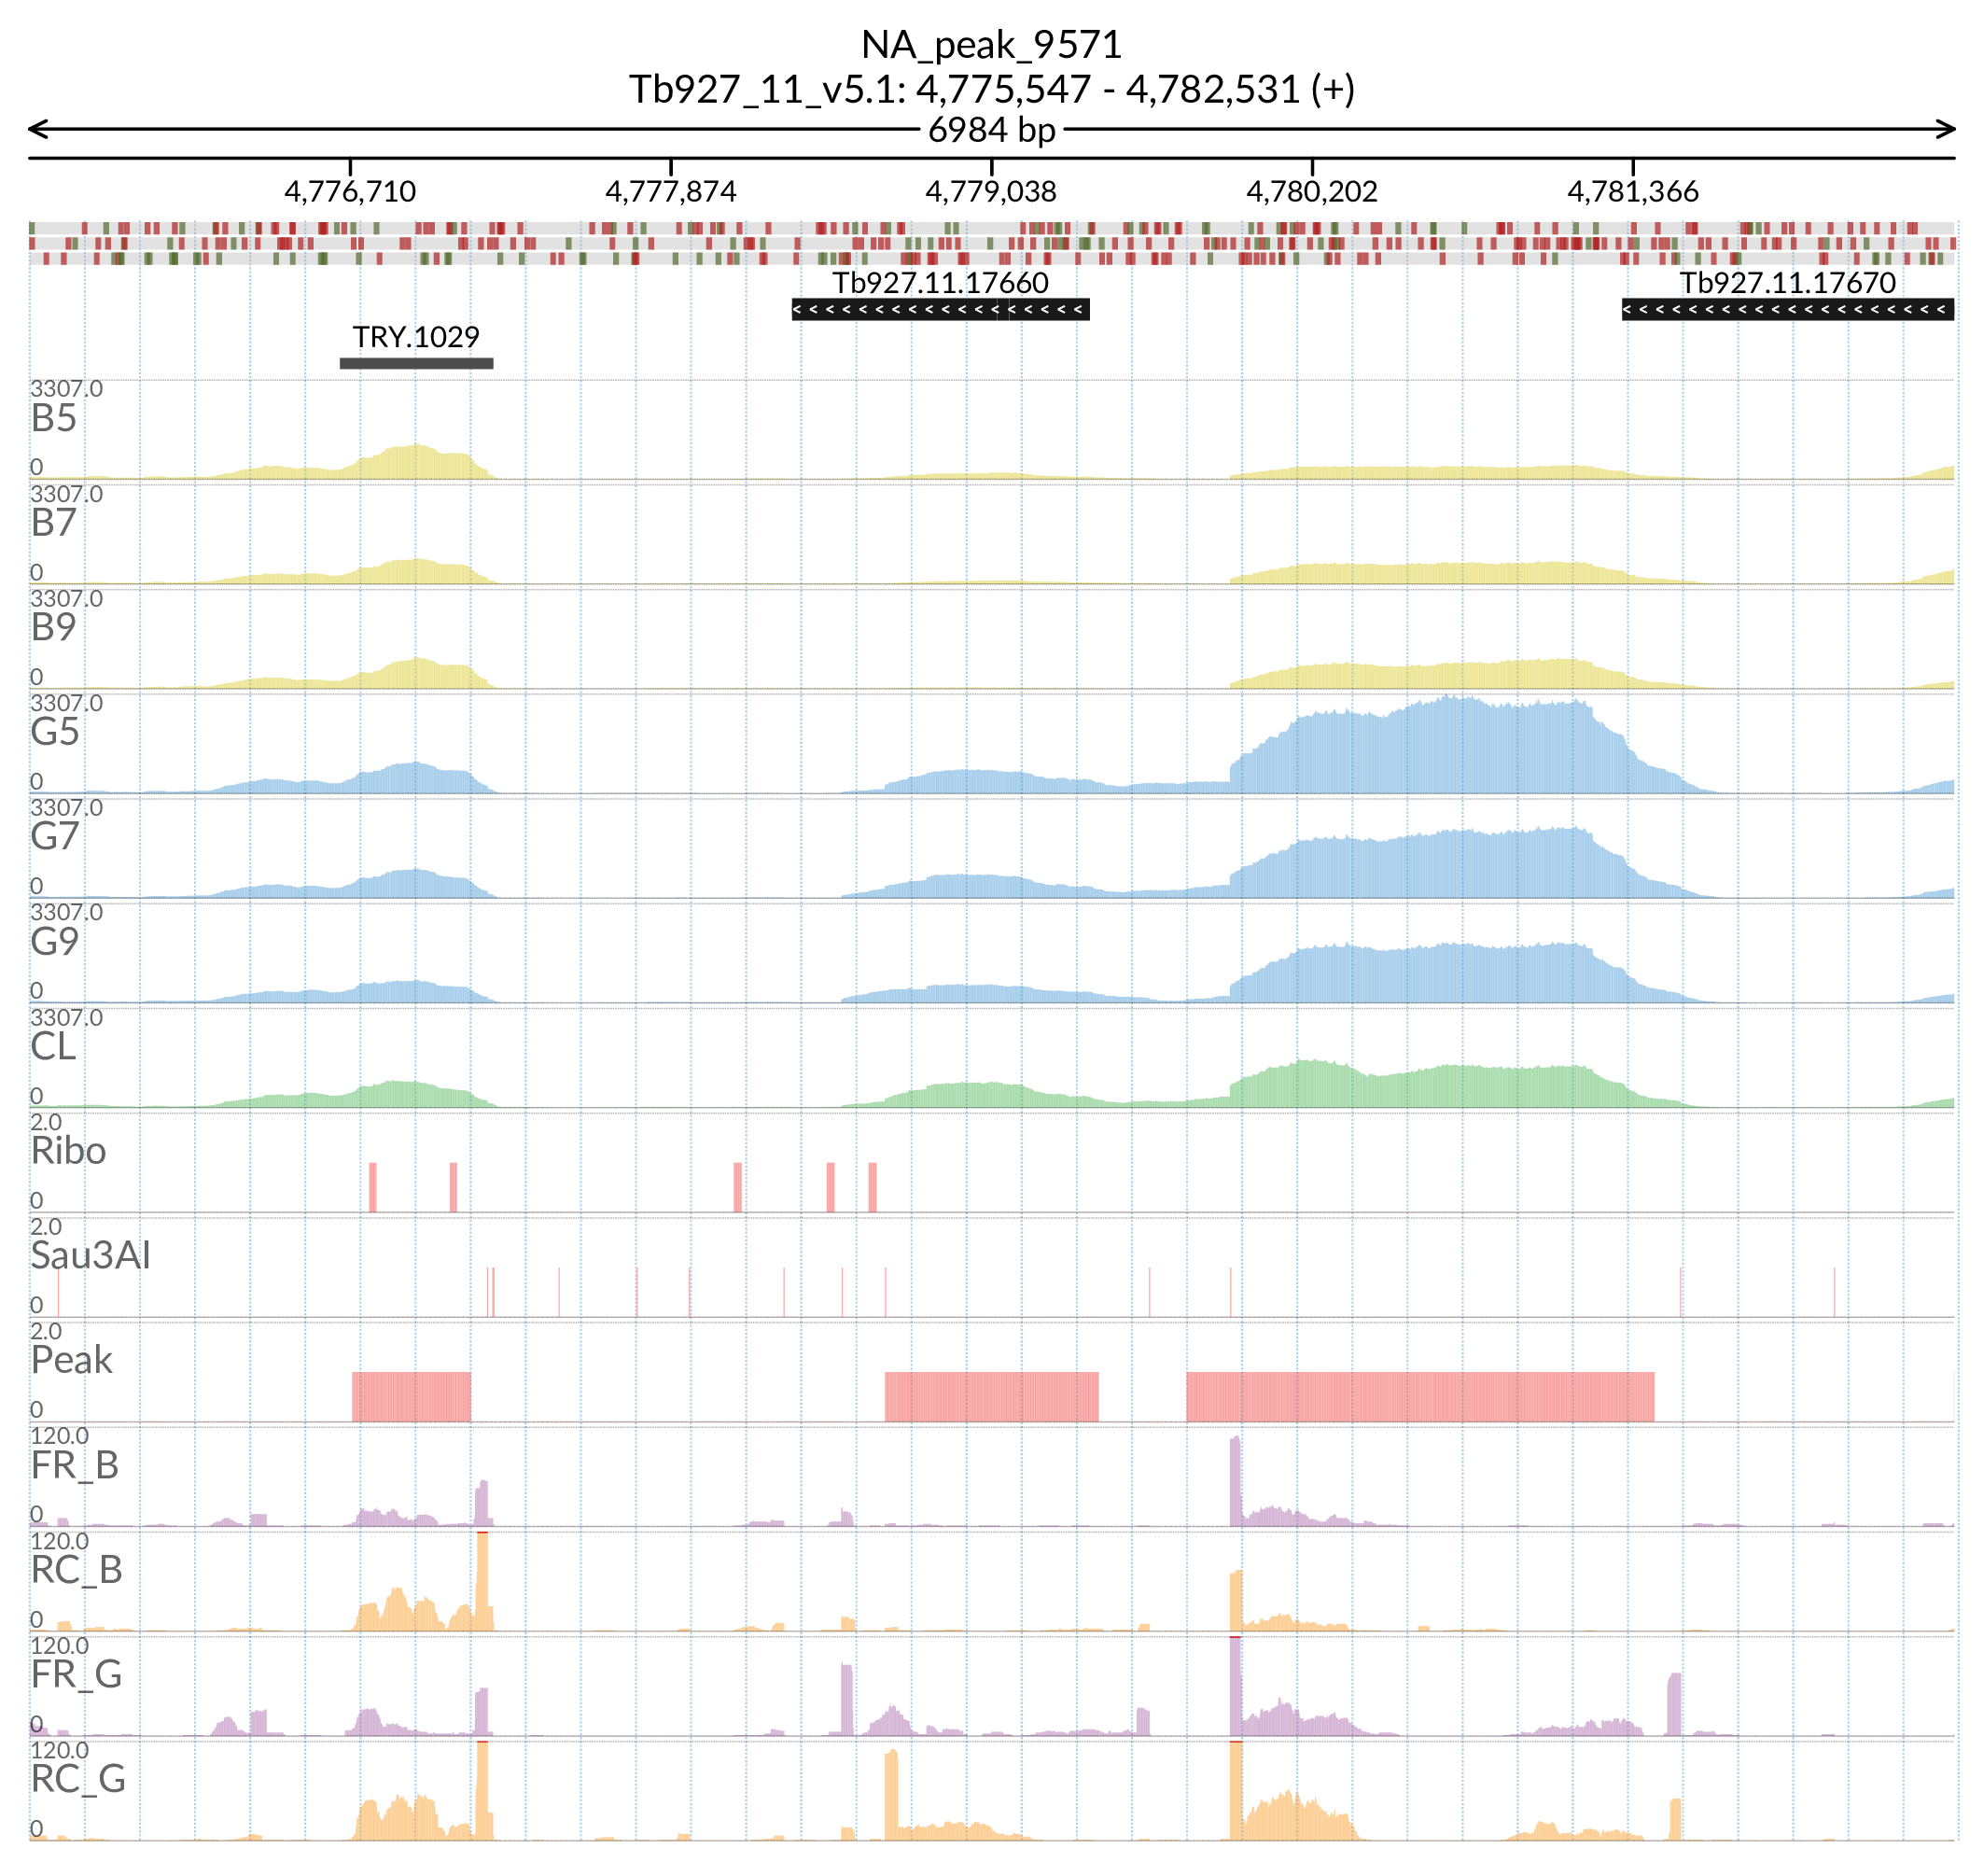 NA_peak_9571
Tb927_11_v5.1: 4,775,547 - 4,782,531 (+)
6984 bp
4,776,710 4,777,874 4,779,038 4,780,202 4,781,366
Tb927.11.17660 Tb927.11.17670
TRY.1029
3307.0
B5
0
3307.0
B7
0
3307.0
B9
0
3307.0
G5
0
3307.0
G7
0
3307.0
G9
0
3307.0
CL
0
2.0
Ribo
0
2.0
Sau3AI
0
2.0
Peak
0
120.0
FR_B
0
120.0
RC_B
0
120.0
FR_G
0
120.0
RC_G
0